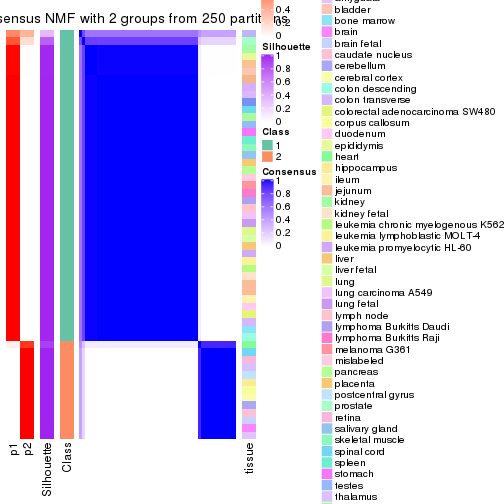 sensus NMF with 2 groups from 250 partitions
0.4
0.2
0
Silhouette
1
0.8
0.6
0.4
0.2
0
Class
1
2
Consensus
1
0.8
0.6
0.4
0.2
0
p1
p2
Silhouette
Class
tissue
amygdala
bladder
bone marrow
brain
brain fetal
caudate nucleus
cerebellum
cerebral cortex
colon descending
colon transverse
colorectal adenocarcinoma SW480
corpus callosum
duodenum
epididymis
heart
hippocampus
ileum
jejunum
kidney
kidney fetal
leukemia chronic myelogenous K562
leukemia lymphoblastic MOLT-4
leukemia promyelocytic HL-60
liver
liver fetal
lung
lung carcinoma A549
lung fetal
lymph node
lymphoma Burkitts Daudi
lymphoma Burkitts Raji
melanoma G361
mislabeled
pancreas
placenta
postcentral gyrus
prostate
retina
salivary gland
skeletal muscle
spinal cord
spleen
stomach
testes
thalamus